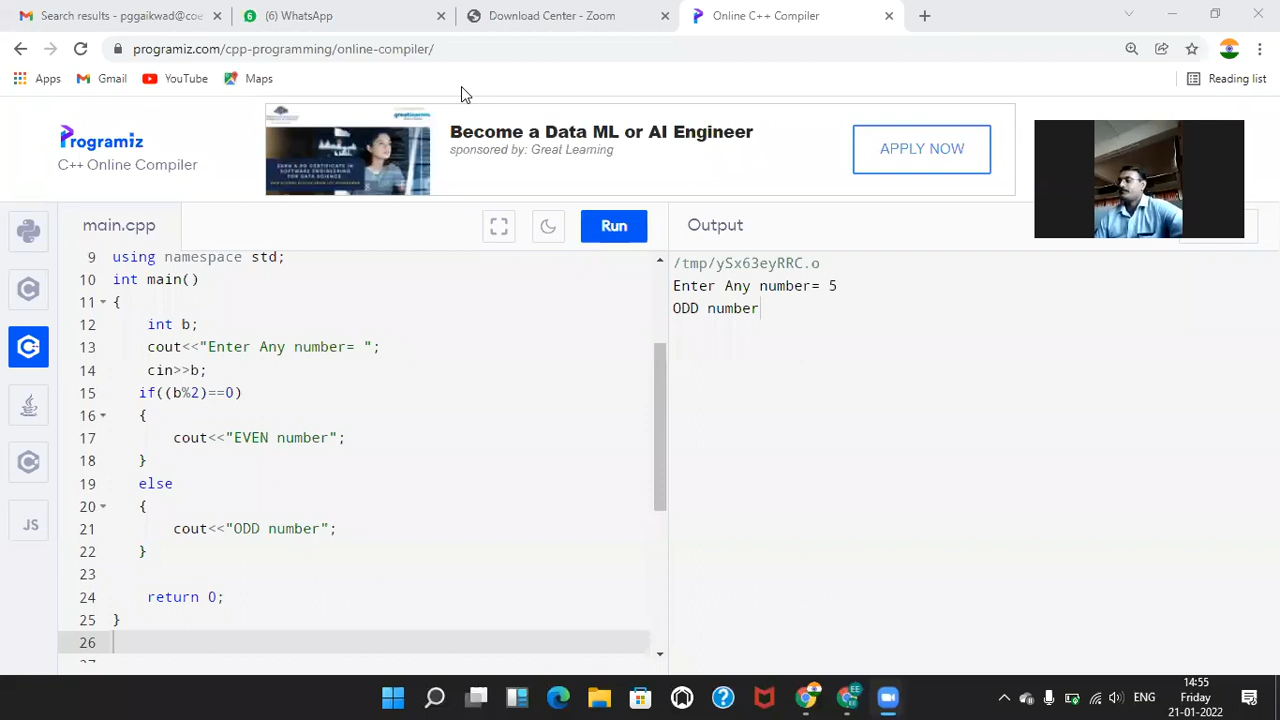 Search results - pggaikwad@coe
(6) WhatsApp
Download Center - Zoom
Online C++ Compiler
programiz.com/cpp-programming/online-compiler/
Apps
Gmail
YouTube
Maps
Reading list
Programiz
C++ Online Compiler
Become a Data ML or AI Engineer
sponsored by: Great Learning
APPLY NOW
main.cpp
Run
Output
9 using namespace std;
10 int main()
11 {
12 int b;
13 cout<<"Enter Any number= ";
14 cin>>b;
15 if((b%2)==0)
16 {
17 cout<<"EVEN number";
18 }
19 else
20 {
21 cout<<"ODD number";
22 }
23
24 return 0;
25 }
26
/tmp/ySx63eyRRC.o
Enter Any number= 5
ODD number
JS
ENG
14:55
Friday
21-01-2022